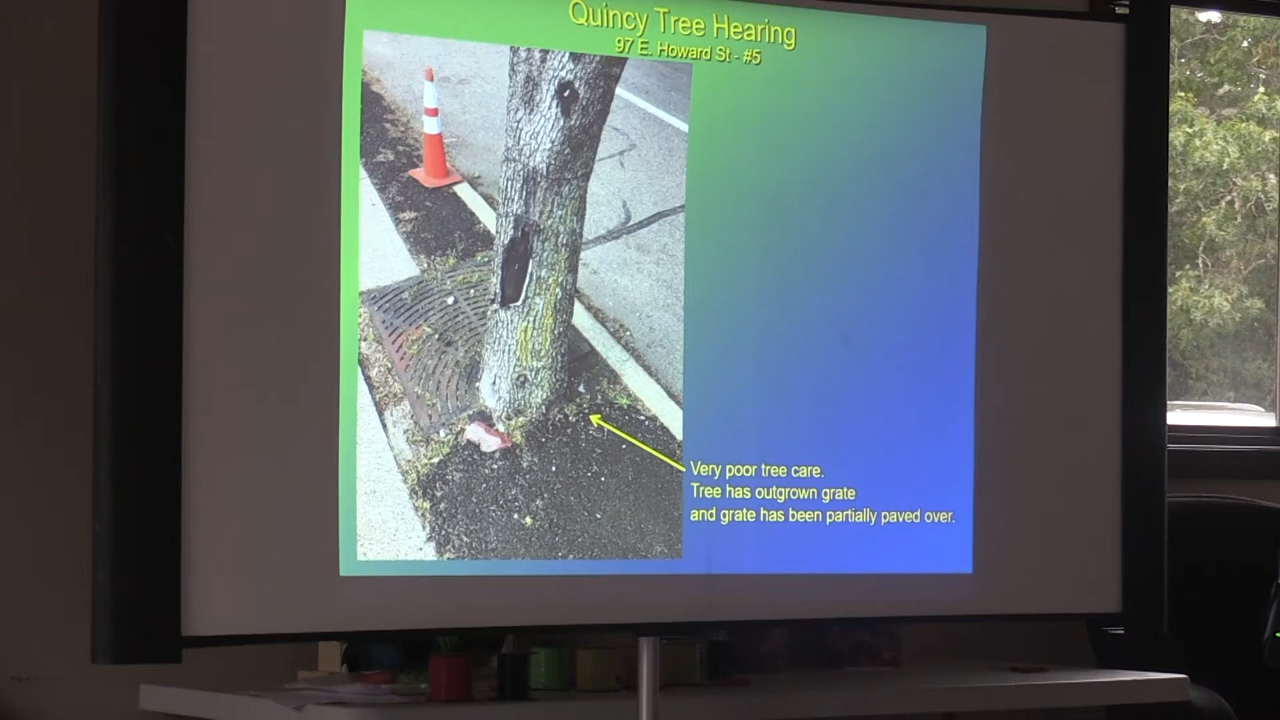 Quincy Tree Hearing
97 E. Howard St - #5
Very poor tree care.
Tree has outgrown grate
and grate has been partially paved over.